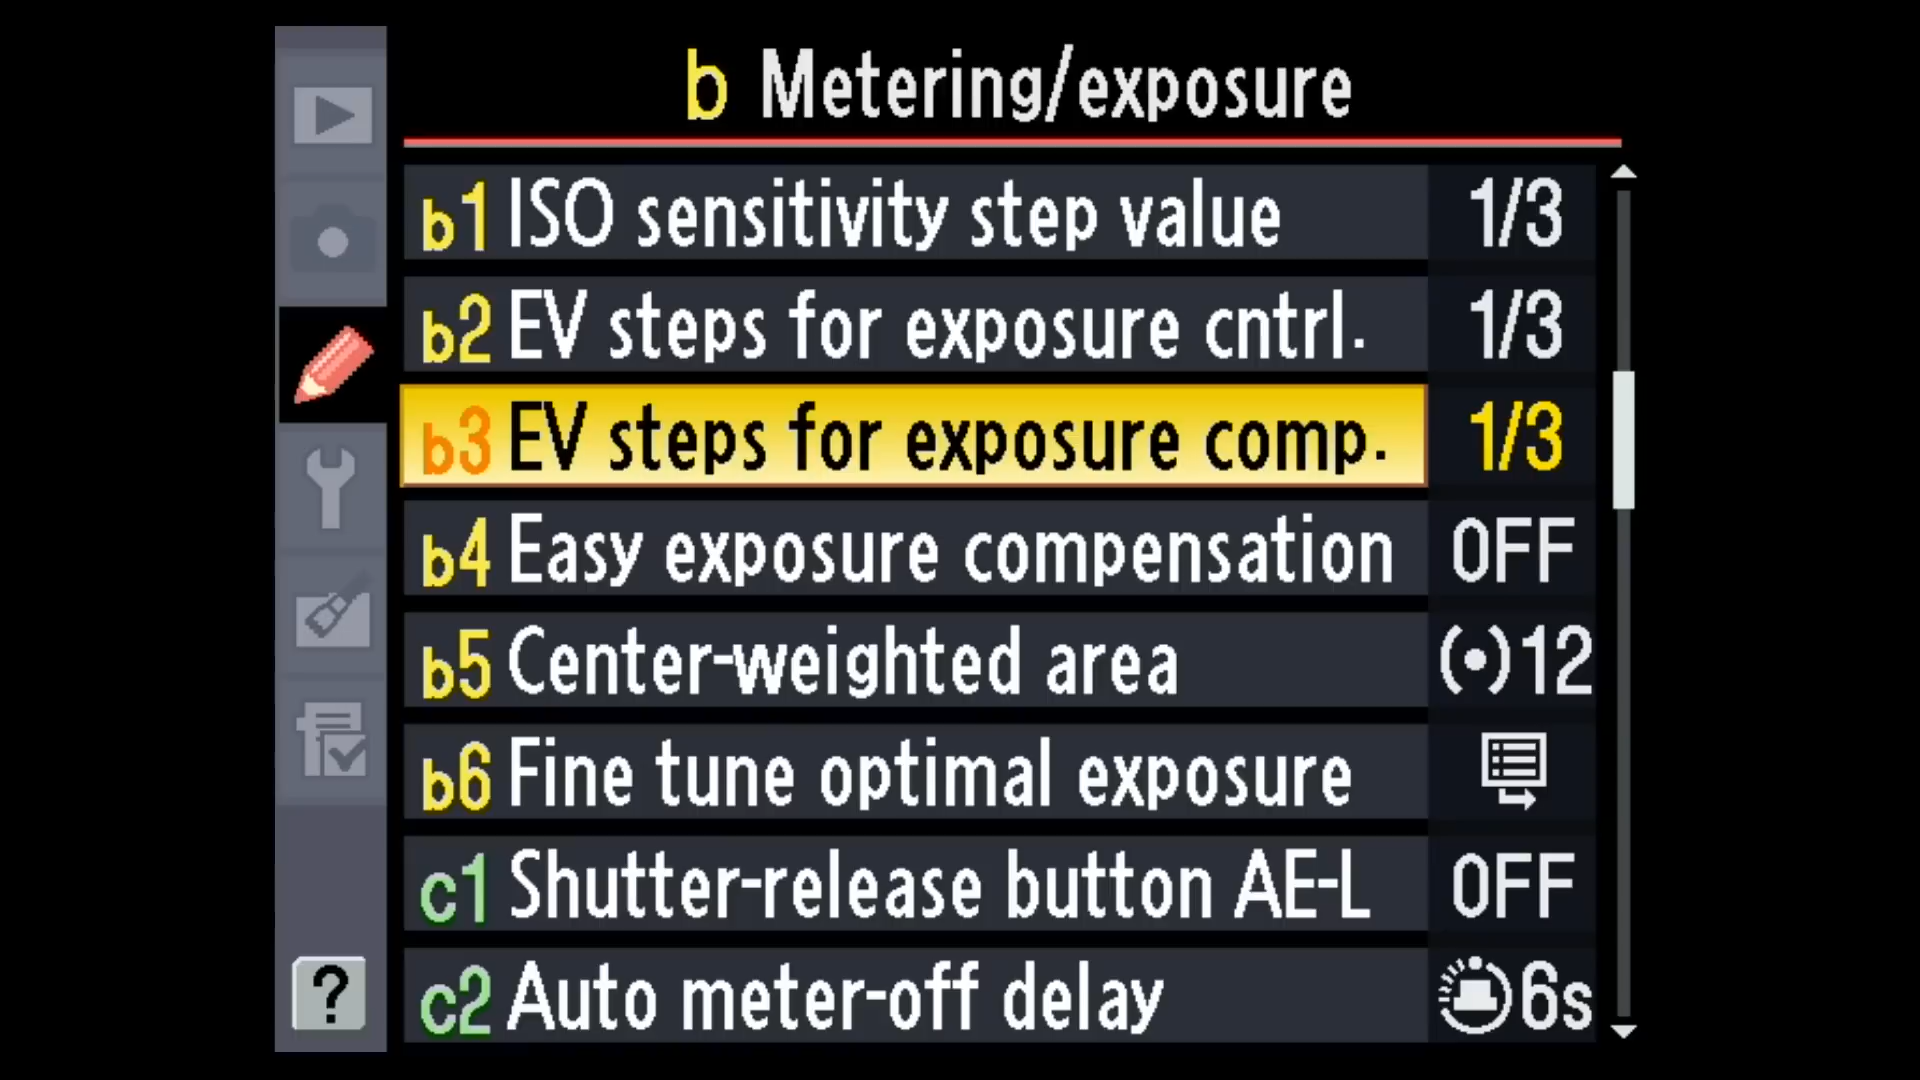 b Metering/exposure
b1 ISO sensitivity step value 1/3
b2 EV steps for exposure cntrl. 1/3
b3 EV steps for exposure comp. 1/3
b4 Easy exposure compensation OFF
b5 Center-weighted area (•)12
b6 Fine tune optimal exposure
c1 Shutter-release button AE-L OFF
c2 Auto meter-off delay 6s
?